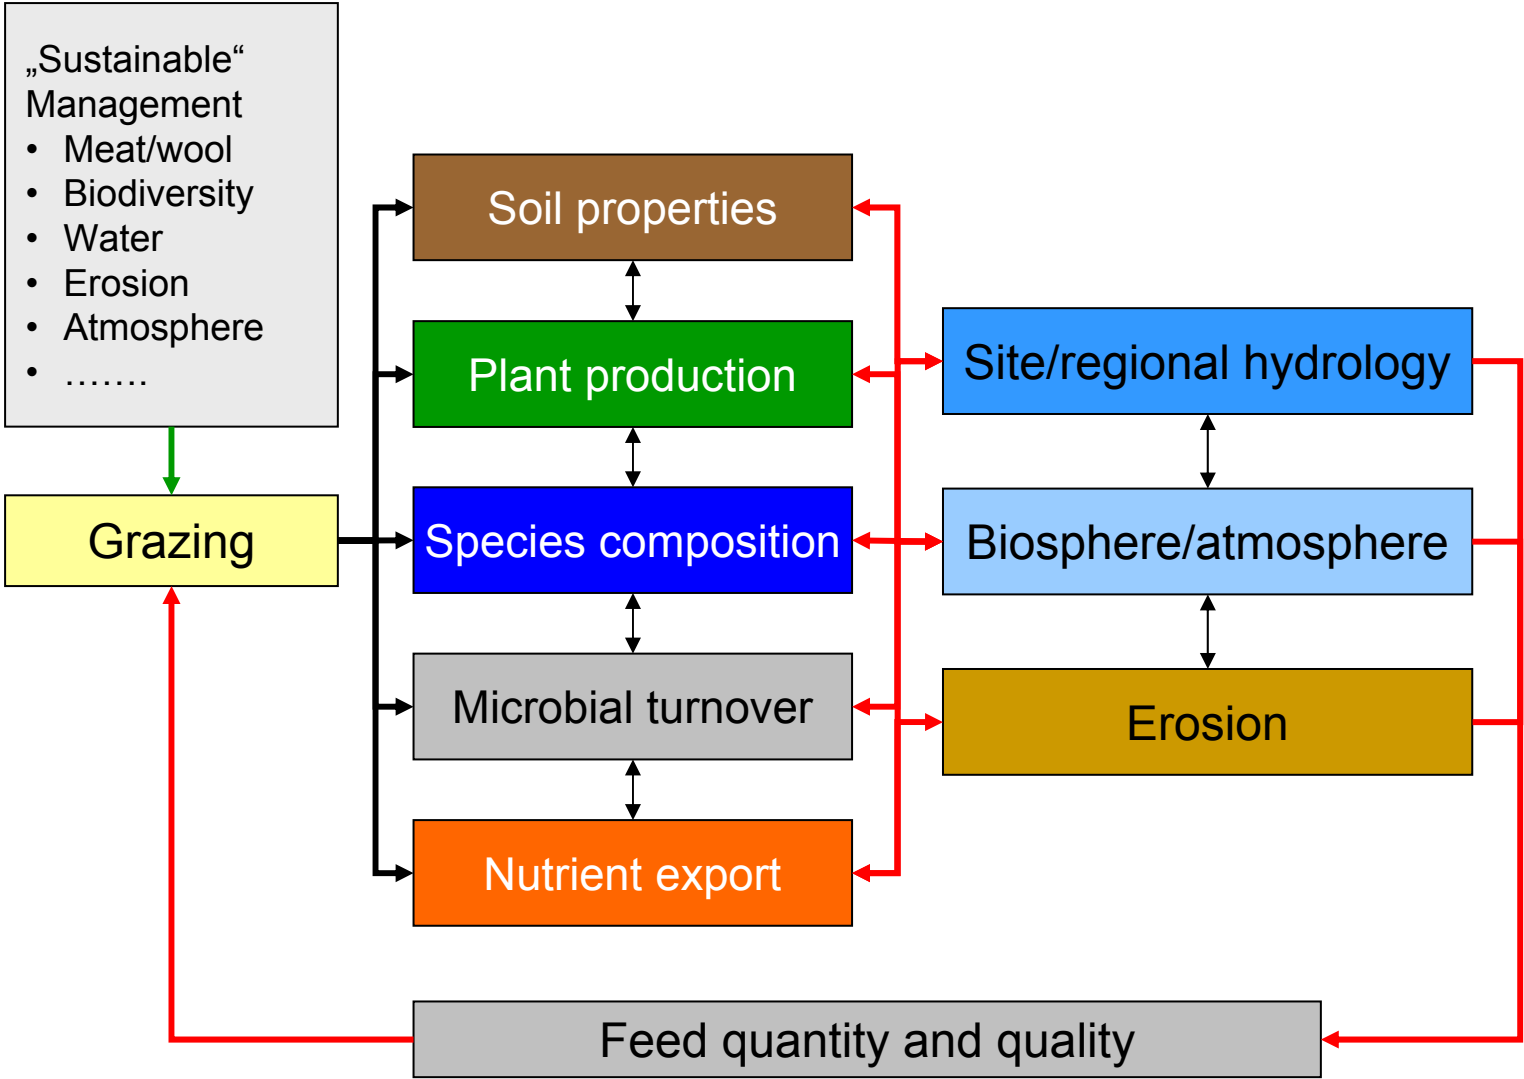 „Sustainable“
Management
• Meat/wool
• Biodiversity
• Water
• Erosion
• Atmosphere
• …….
Grazing
Soil properties
Plant production
Species composition
Microbial turnover
Nutrient export
Site/regional hydrology
Biosphere/atmosphere
Erosion
Feed quantity and quality